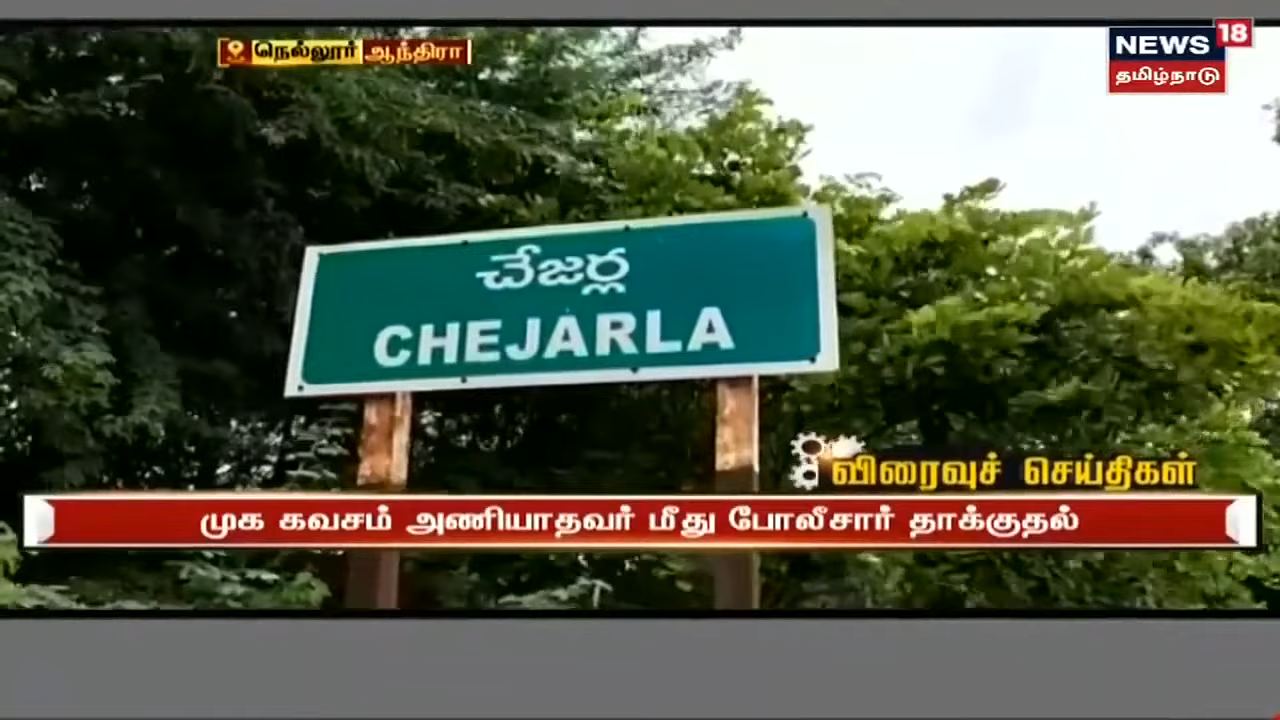 நெல்லூர் ஆந்திரா
NEWS 18
தமிழ்நாடு
చేజర్ల
CHEJARLA
விரைவுச் செய்திகள்
முக கவசம் அணியாதவர் மீது போலீசார் தாக்குதல்